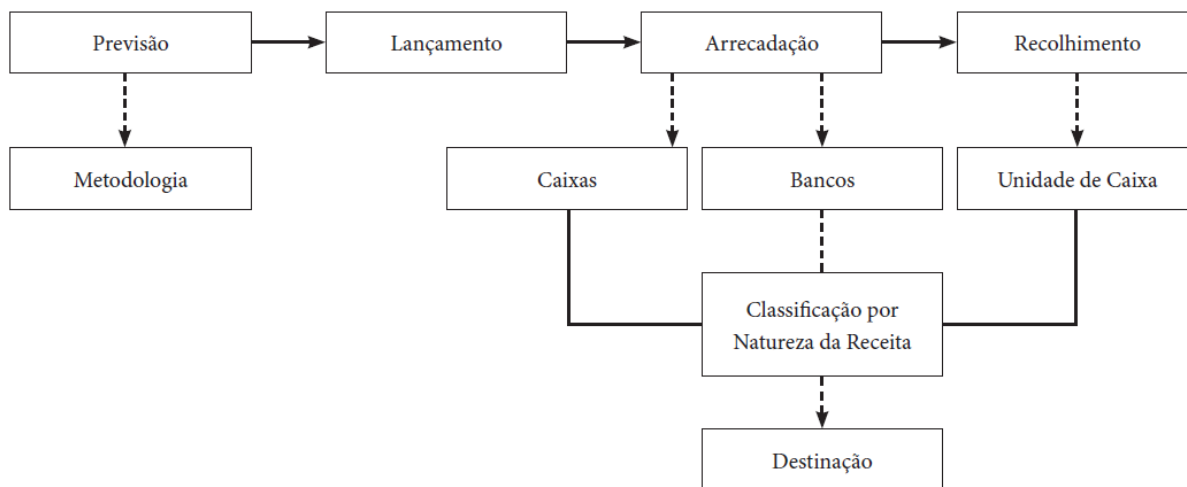 Previsão
Lançamento
Arrecadação
Recolhimento
Metodologia
Caixas
Bancos
Unidade de Caixa
Classificação por
Natureza da Receita
Destinação